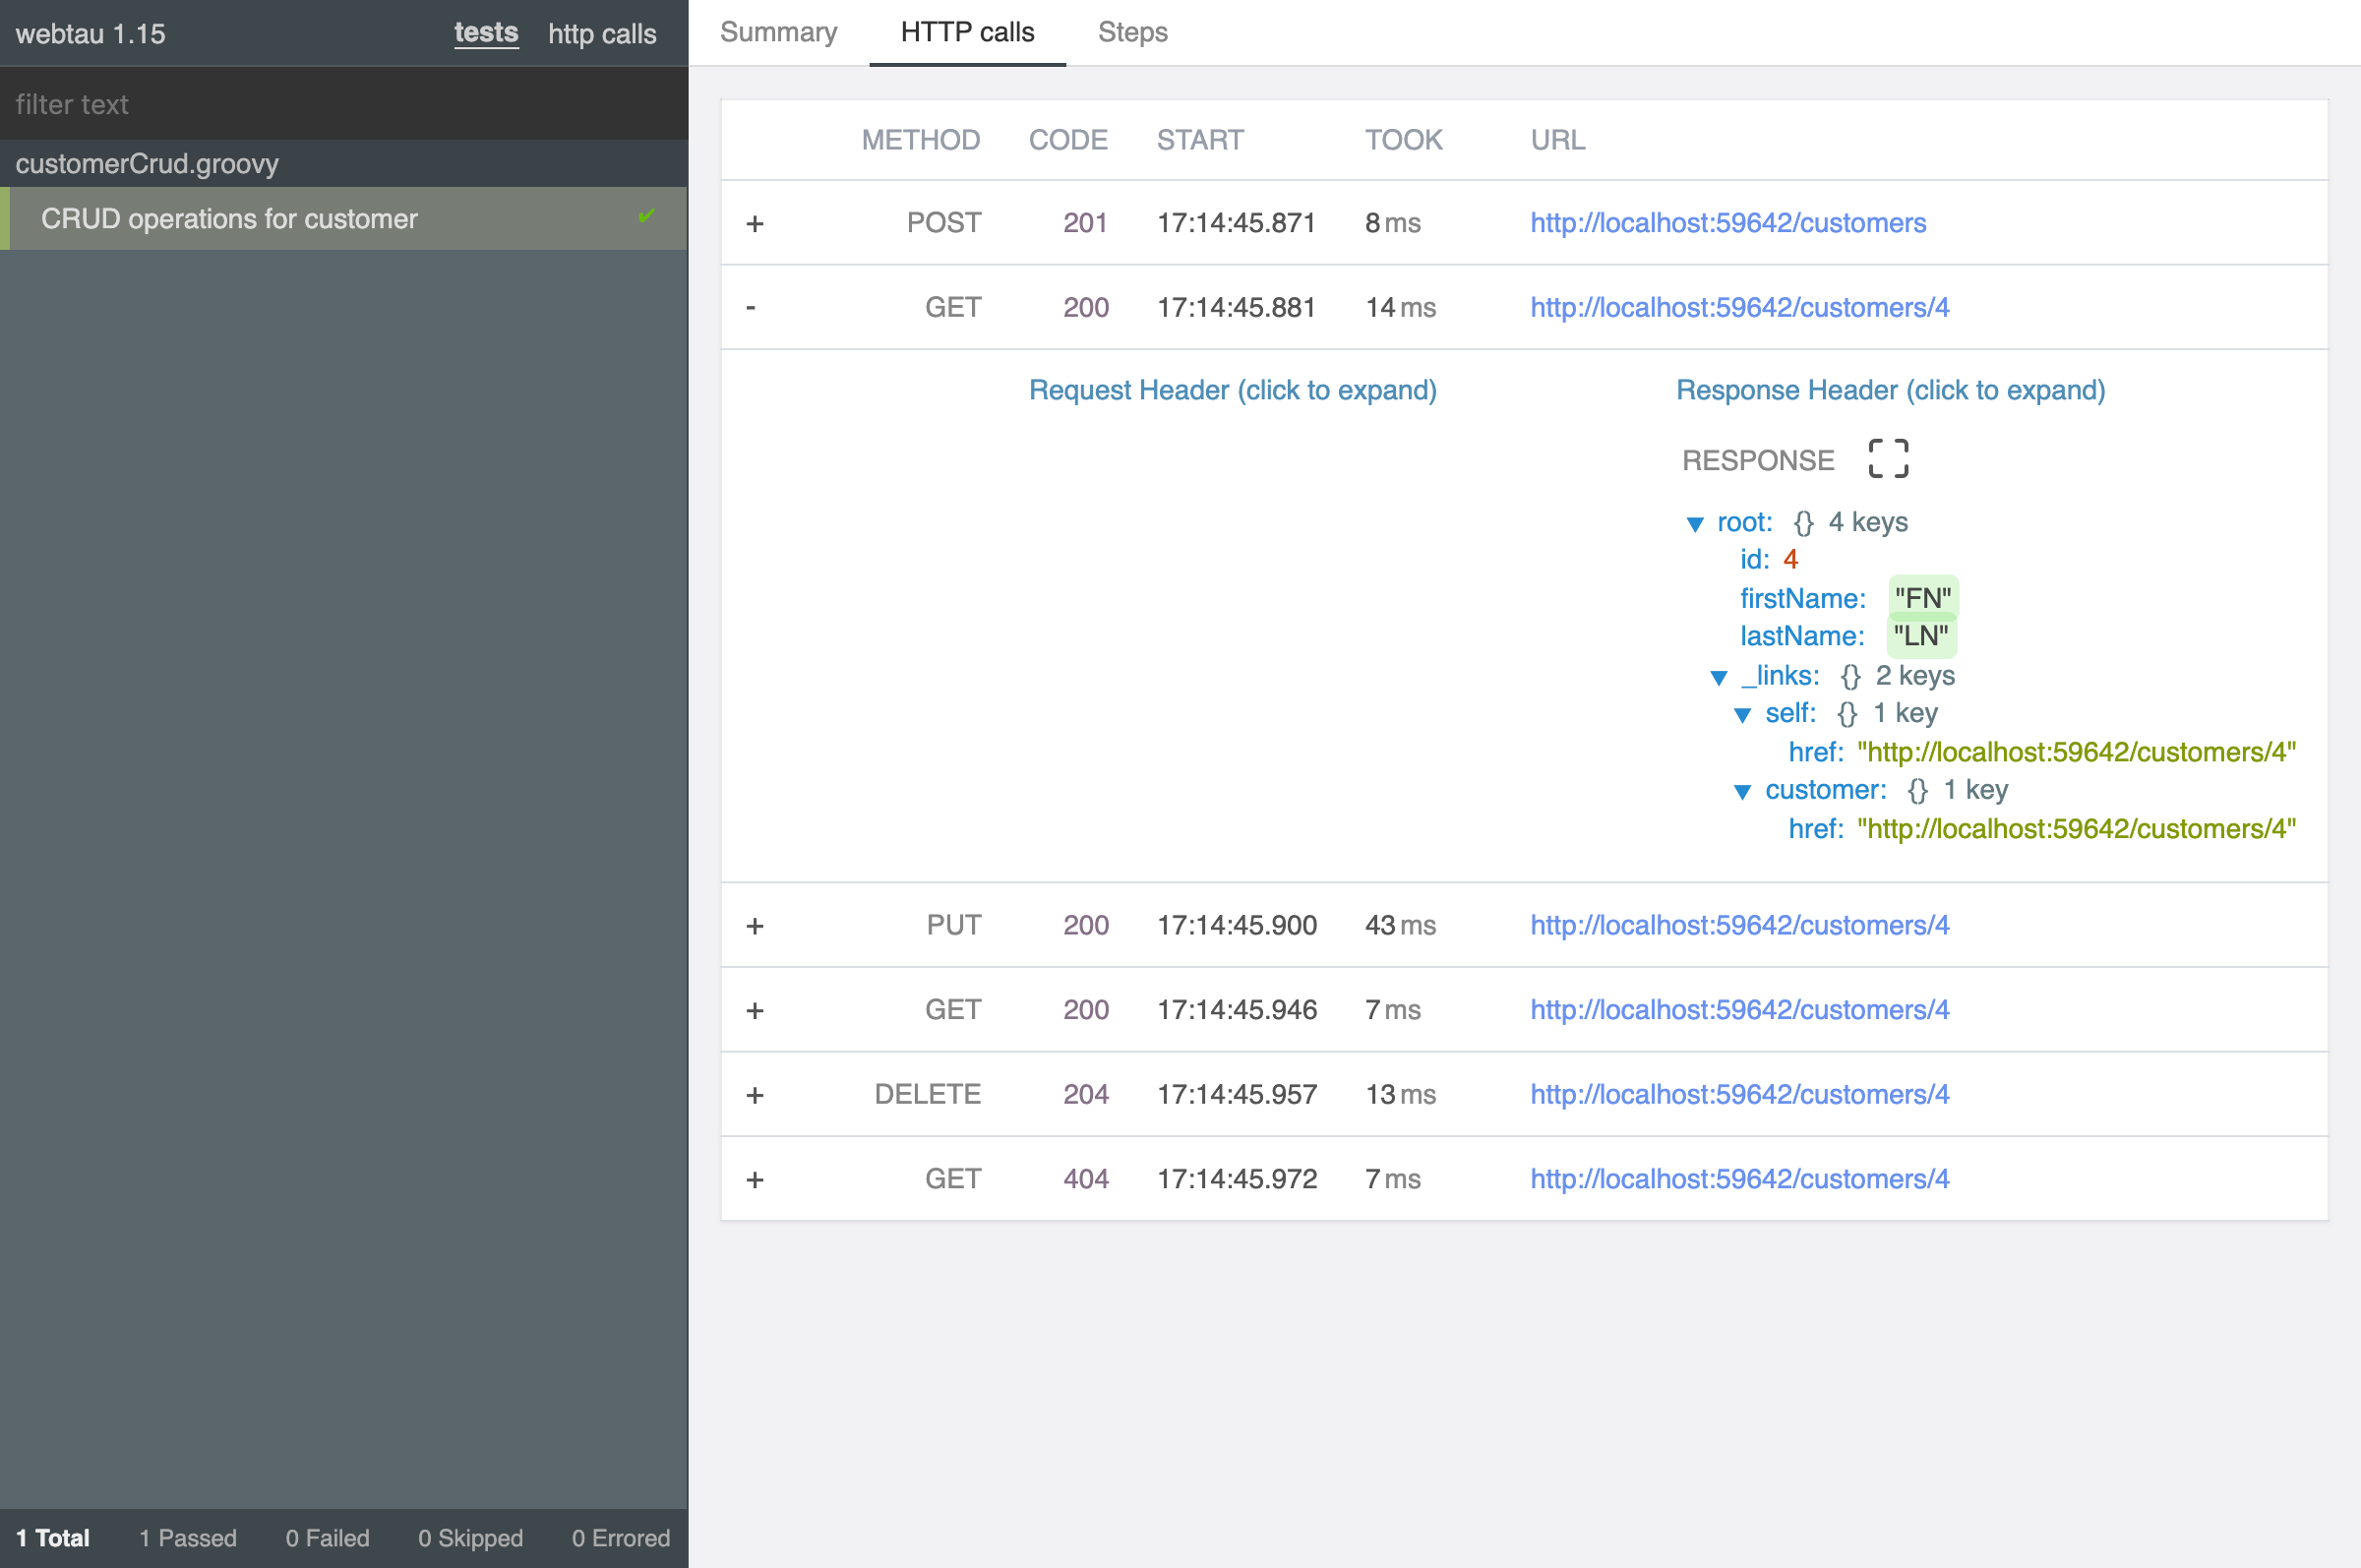 webtau 1.15 tests http calls
filter text
customerCrud.groovy
CRUD operations for customer
1 Total 1 Passed 0 Failed 0 Skipped 0 Errored
Summary HTTP calls Steps
METHOD CODE START TOOK URL
+ POST 201 17:14:45.871 8 ms http://localhost:59642/customers
- GET 200 17:14:45.881 14 ms http://localhost:59642/customers/4
Request Header (click to expand) Response Header (click to expand)
RESPONSE
root: {} 4 keys
id: 4
firstName: "FN"
lastName: "LN"
_links: {} 2 keys
self: {} 1 key
href: "http://localhost:59642/customers/4"
customer: {} 1 key
href: "http://localhost:59642/customers/4"
+ PUT 200 17:14:45.900 43 ms http://localhost:59642/customers/4
+ GET 200 17:14:45.946 7 ms http://localhost:59642/customers/4
+ DELETE 204 17:14:45.957 13 ms http://localhost:59642/customers/4
+ GET 404 17:14:45.972 7 ms http://localhost:59642/customers/4